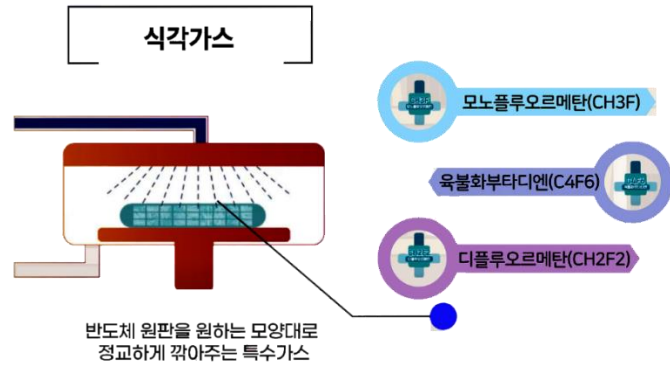 식각가스
모노플루오르메탄(CH3F)
육불화부타디엔(C4F6)
디플루오르메탄(CH2F2)
반도체 원판을 원하는 모양대로
정교하게 깎아주는 특수가스